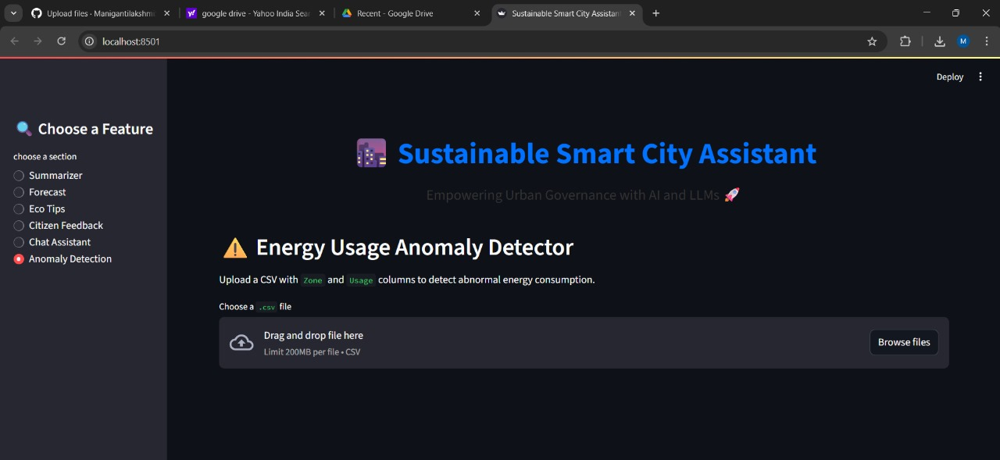 Upload files · Manigantilakshm
google drive - Yahoo India Sear
Recent - Google Drive
Sustainable Smart City Assistant
localhost:8501
M
Deploy
Choose a Feature
choose a section
Summarizer
Forecast
Eco Tips
Citizen Feedback
Chat Assistant
Anomaly Detection
Sustainable Smart City Assistant
Empowering Urban Governance with AI and LLMs
Energy Usage Anomaly Detector
Upload a CSV with Zone and Usage columns to detect abnormal energy consumption.
Choose a .csv file
Drag and drop file here
Limit 200MB per file • CSV
Browse files